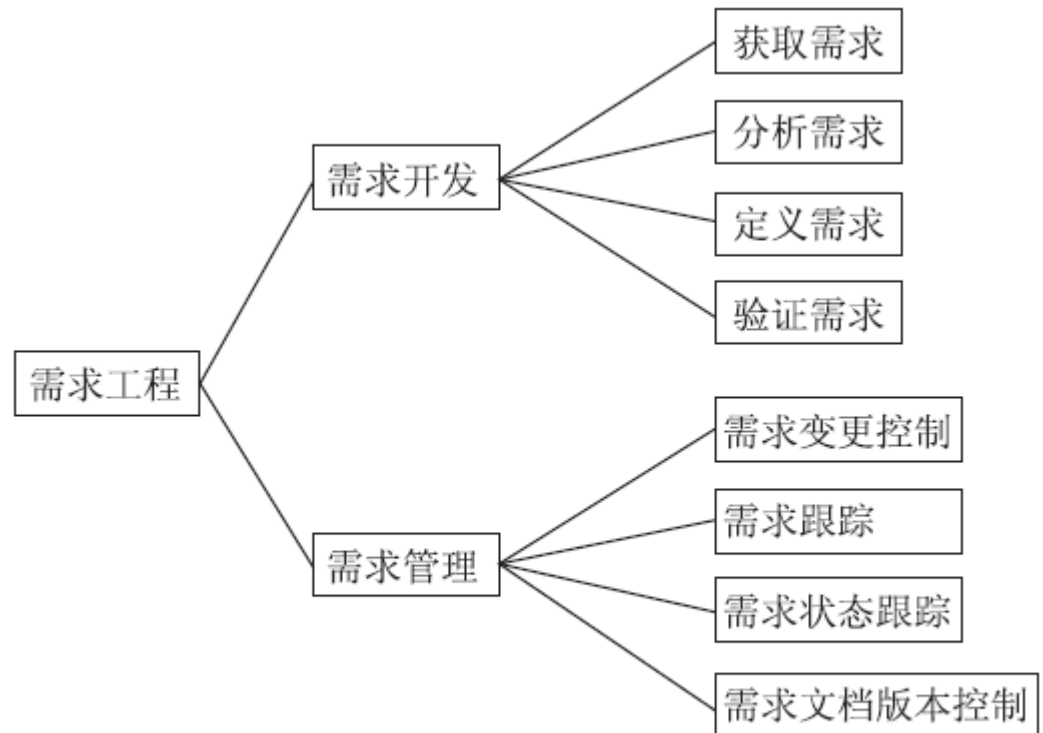 获取需求
分析需求
需求开发
定义需求
验证需求
需求工程
需求变更控制
需求跟踪
需求管理
需求状态跟踪
需求文档版本控制